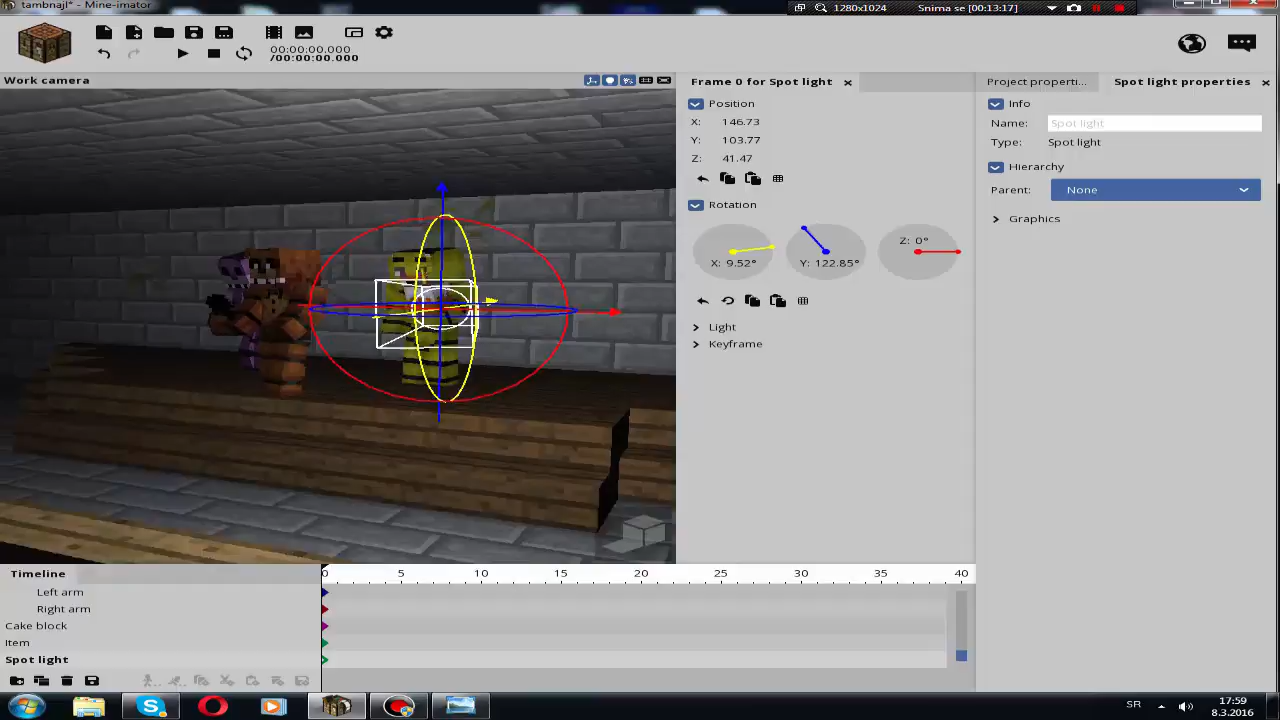 tambnajl* - Mine-imator
1280x1024
Snima se [00:13:17]
00:00:00.000
/00:00:00.000
Work camera
Frame 0 for Spot light
Position
X: 146.73
Y: 103.77
Z: 41.47
Rotation
X: 9.52°
Y: 122.85°
Z: 0°
Light
Keyframe
Project properti...
Spot light properties
Info
Name: Spot light
Type: Spot light
Hierarchy
Parent: None
Graphics
Timeline
0 5 10 15 20 25 30 35 40
Left arm
Right arm
Cake block
Item
Spot light
SR
17:59
8.3.2016